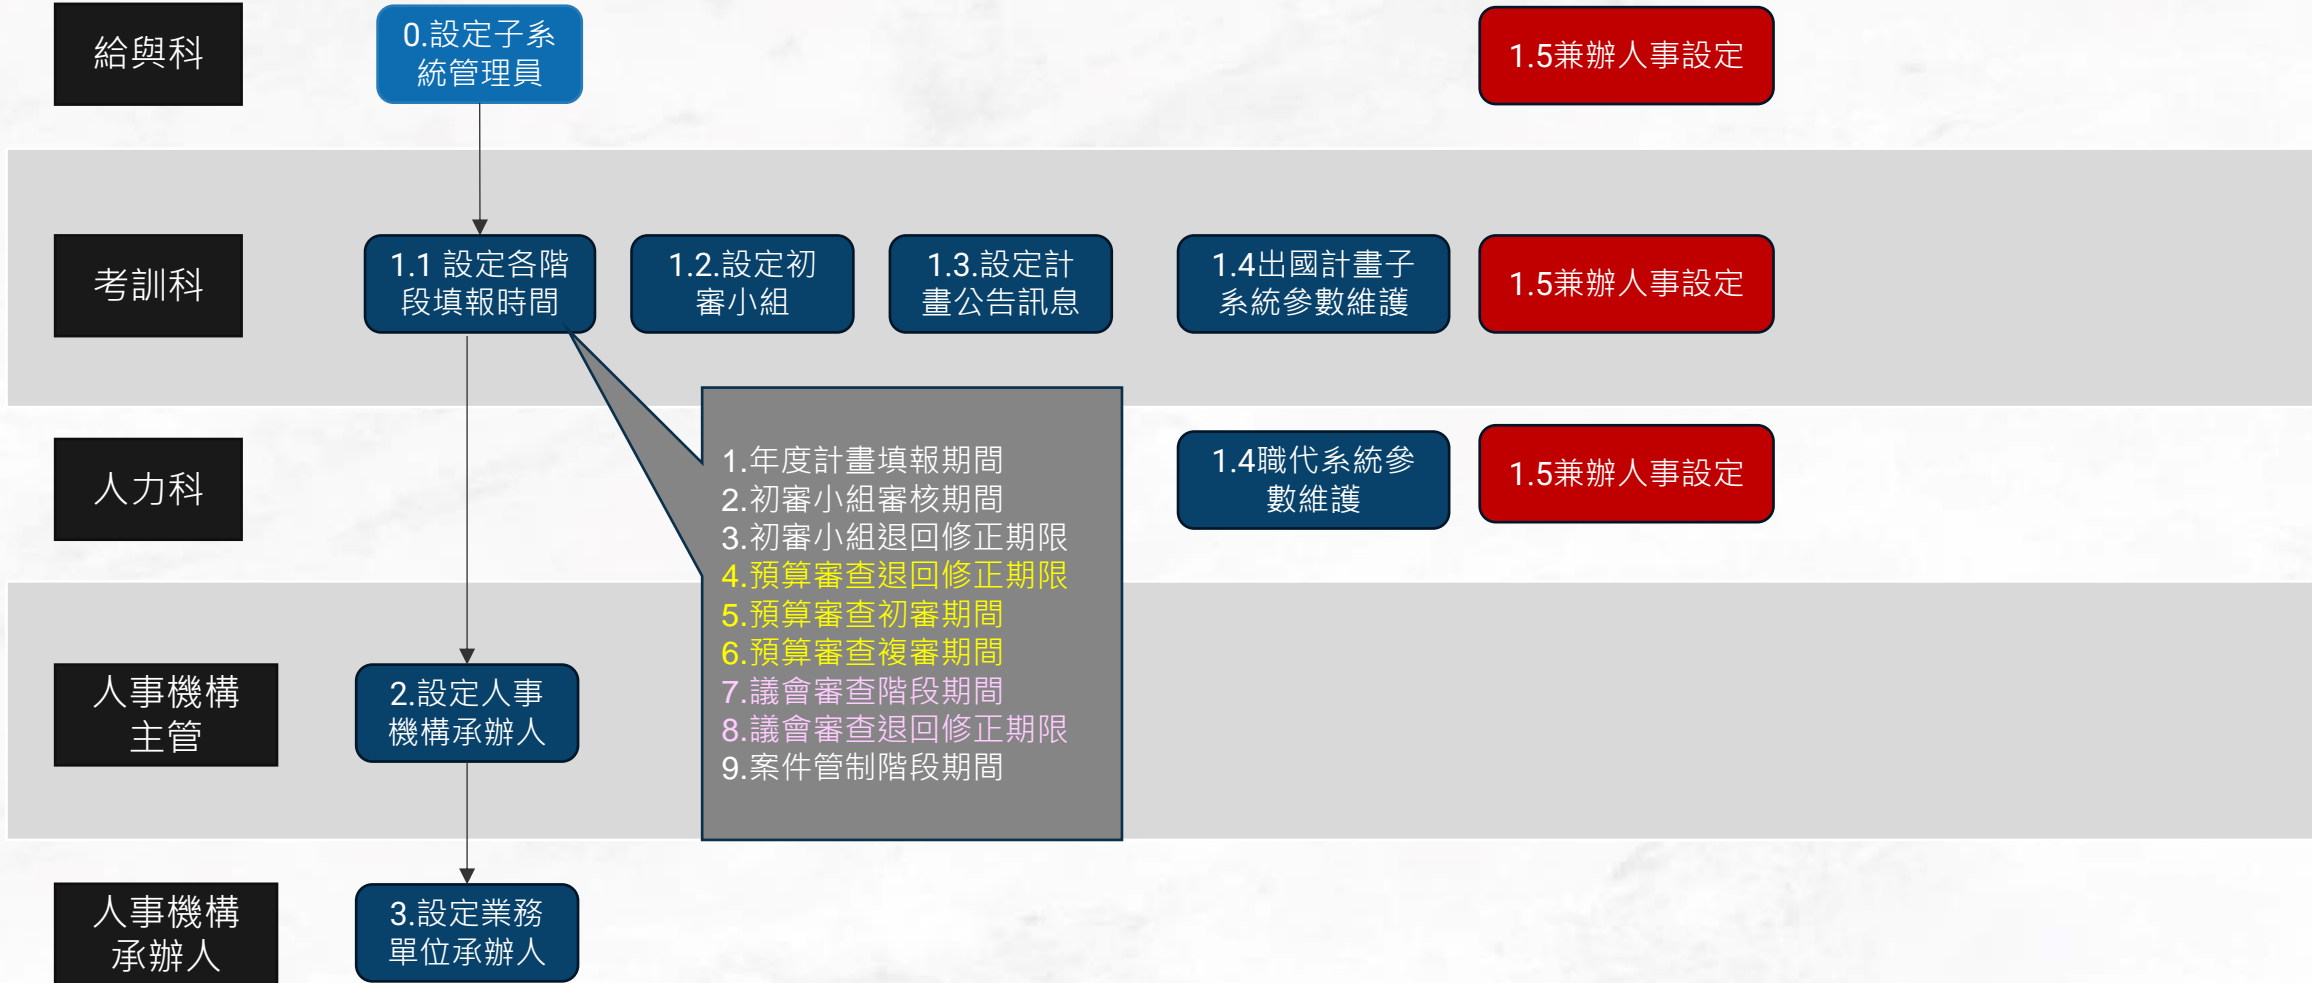 給與科
0.設定子系
統管理員
1.5兼辦人事設定
考訓科
1.1 設定各階
段填報時間
1.2.設定初
審小組
1.3.設定計
畫公告訊息
1.4出國計畫子
系統參數維護
1.5兼辦人事設定
1.年度計畫填報期間
2.初審小組審核期間
3.初審小組退回修正期限
4.預算審查退回修正期限
5.預算審查初審期間
6.預算審查複審期間
7.議會審查階段期間
8.議會審查退回修正期限
9.案件管制階段期間
人力科
1.4職代系統參
數維護
1.5兼辦人事設定
人事機構
主管
2.設定人事
機構承辦人
人事機構
承辦人
3.設定業務
單位承辦人